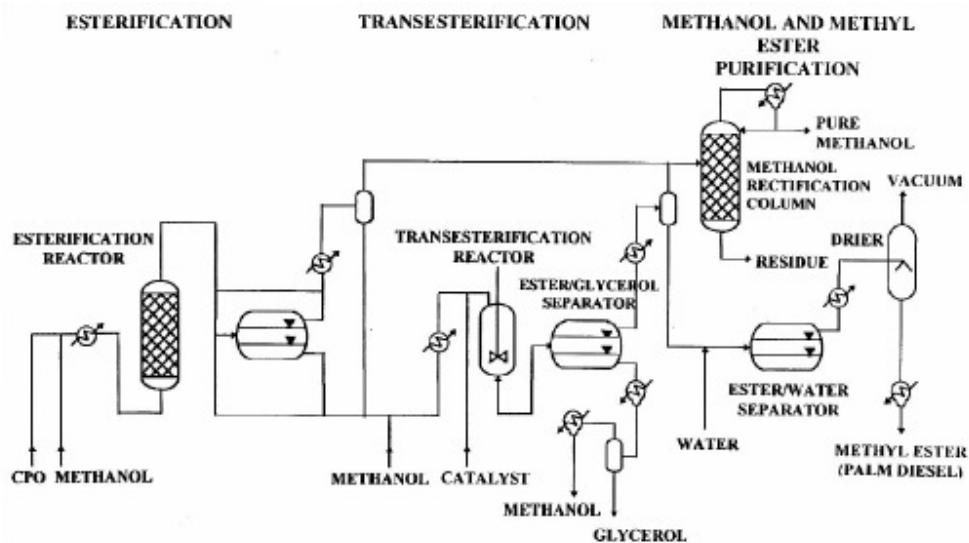 ESTERIFICATION
TRANSESTERIFICATION
METHANOL AND METHYL
ESTER
PURIFICATION
PURE
METHANOL
METHANOL
RECTIFICATION
COLUMN
VACUUM
ESTERIFICATION
REACTOR
TRANSESTERIFICATION
REACTOR
DRIER
RESIDUE
ESTER/GLYCEROL
SEPARATOR
ESTER/WATER
SEPARATOR
WATER
METHYL ESTER
(PALM DIESEL)
CPO METHANOL
METHANOL
CATALYST
METHANOL
GLYCEROL